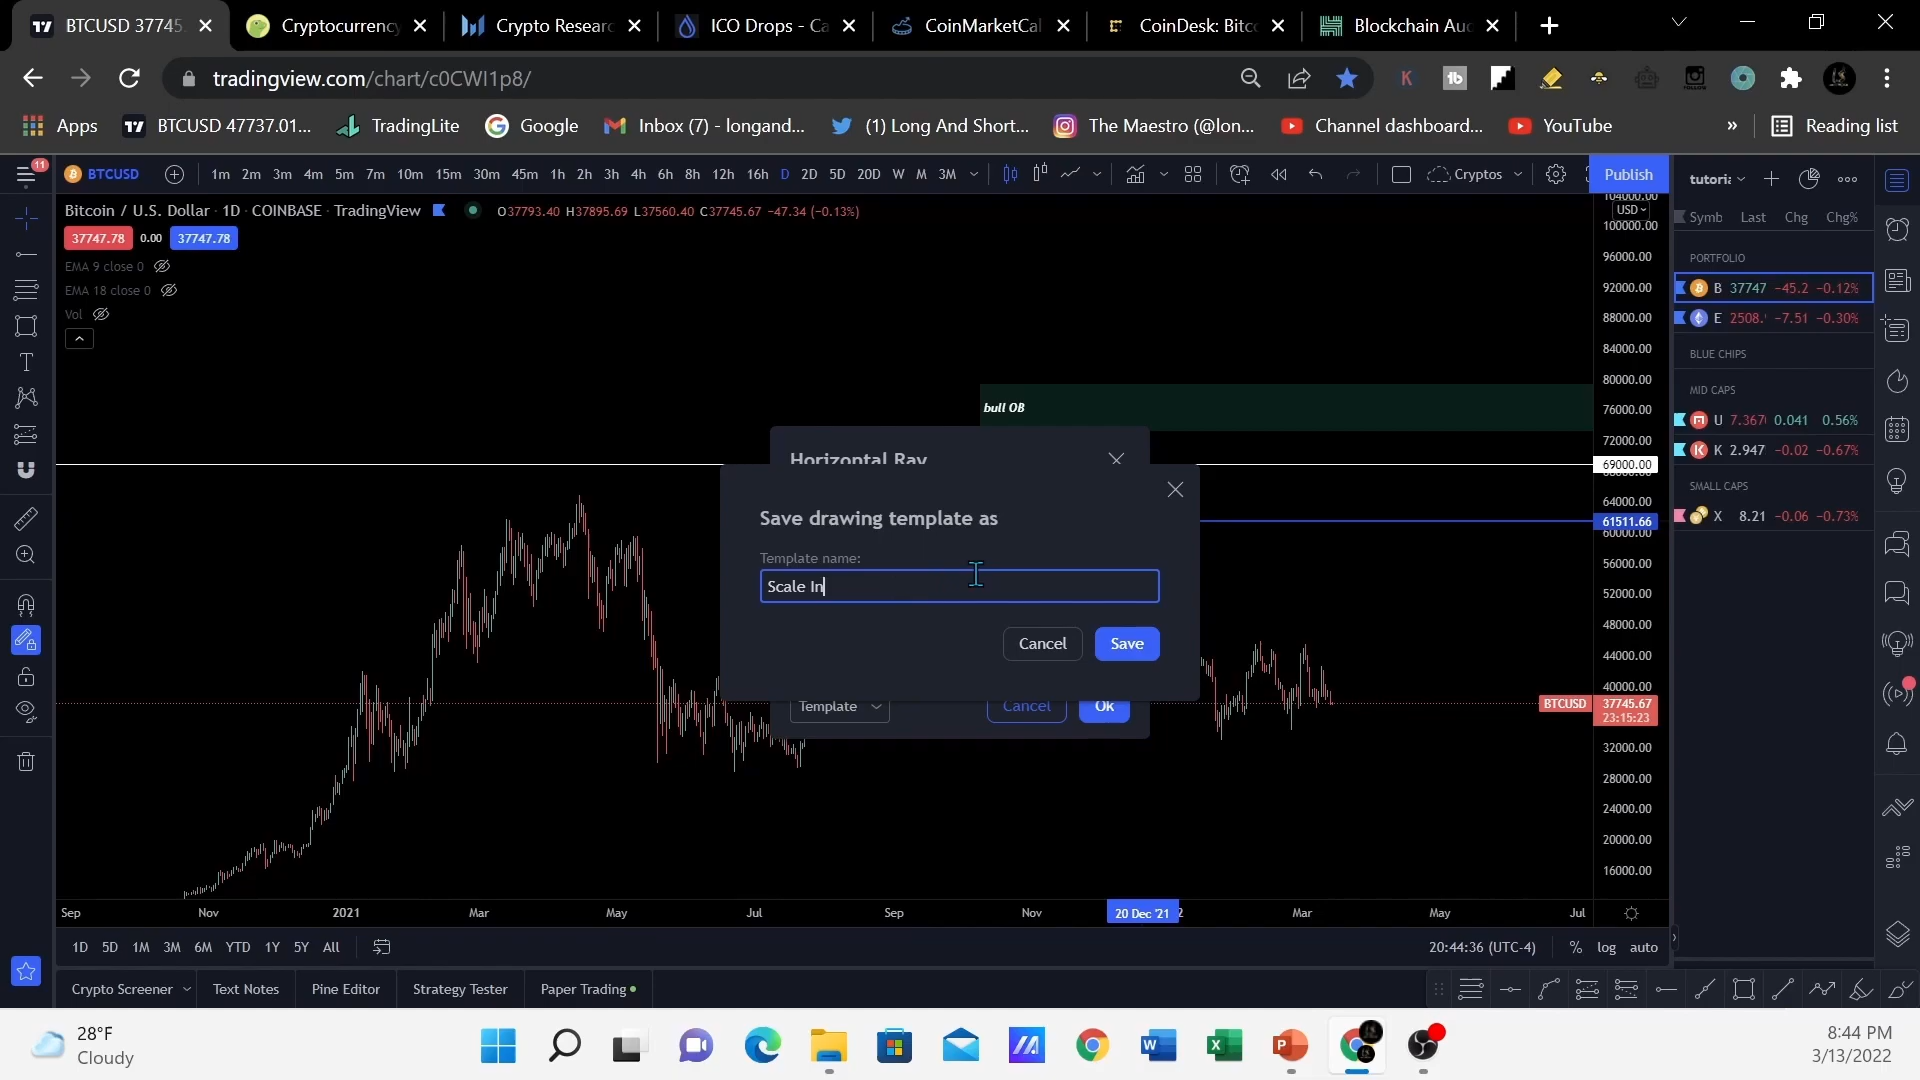 BTCUSD 37745.
Cryptocurrency
Crypto Researc
ICO Drops - Ca
CoinMarketCal
CoinDesk: Bitc
Blockchain Auc
tradingview.com/chart/c0CWI1p8/
Apps
BTCUSD 47737.01...
TradingLite
Google
Inbox (7) - longand...
(1) Long And Short...
The Maestro (@lon...
Channel dashboard...
YouTube
»
Reading list
11
BTCUSD
1m 2m 3m 4m 5m 7m 10m 15m 30m 45m 1h 2h 3h 4h 6h 8h 12h 16h D 2D 5D 20D W M 3M
Cryptos
Publish
tutoria
Bitcoin / U.S. Dollar · 1D · COINBASE · TradingView
O37793.40 H37895.69 L37560.40 C37745.67 −47.34 (−0.13%)
37747.78 0.00 37747.78
EMA 9 close 0
EMA 18 close 0
Vol
USD
104000.00
100000.00
96000.00
92000.00
88000.00
84000.00
80000.00
76000.00
72000.00
69000.00
64000.00
61511.66
60000.00
56000.00
52000.00
48000.00
44000.00
40000.00
BTCUSD 37745.67
23:15:23
32000.00
28000.00
24000.00
20000.00
16000.00
Symb Last Chg Chg%
PORTFOLIO
B 37747 −45.2 −0.12%
E 2508. −7.51 −0.30%
BLUE CHIPS
MID CAPS
U 7.367 0.041 0.56%
K 2.947 −0.02 −0.67%
SMALL CAPS
X 8.21 −0.06 −0.73%
bull OB
Horizontal Ray
Save drawing template as
Template name:
Scale In
Cancel
Save
Template
Cancel
Ok
Sep Nov 2021 Mar May Jul Sep Nov 20 Dec '21 2 Mar May Jul
1D 5D 1M 3M 6M YTD 1Y 5Y All
20:44:36 (UTC-4)
% log auto
Crypto Screener
Text Notes
Pine Editor
Strategy Tester
Paper Trading
28°F
Cloudy
8:44 PM
3/13/2022